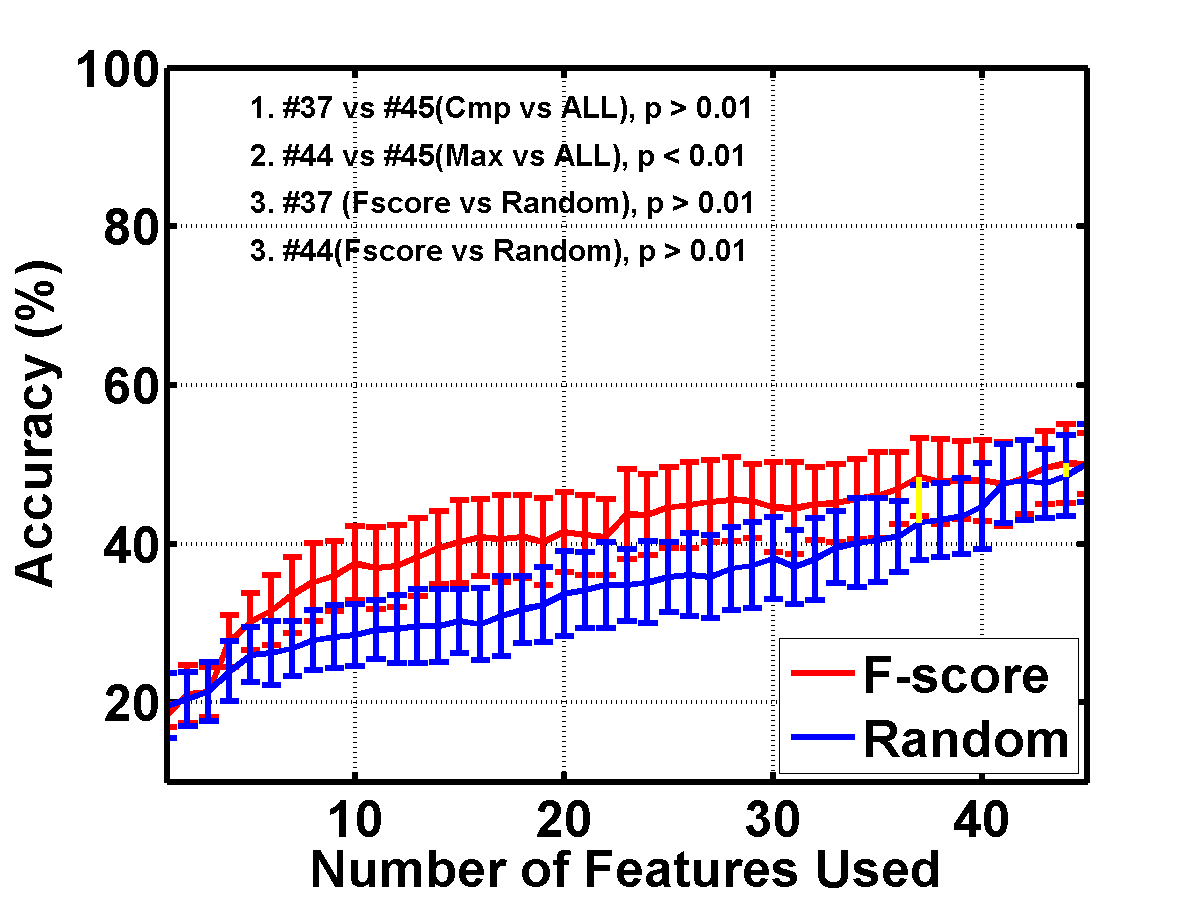 100
1. #37 vs #45(Cmp vs ALL), p > 0.01
2. #44 vs #45(Max vs ALL), p < 0.01
3. #37 (Fscore vs Random), p > 0.01
80
3. #44(Fscore vs Random), p > 0.01
Accuracy (%)
60
40
20
F-score
Random
10 20 30 40
Number of Features Used